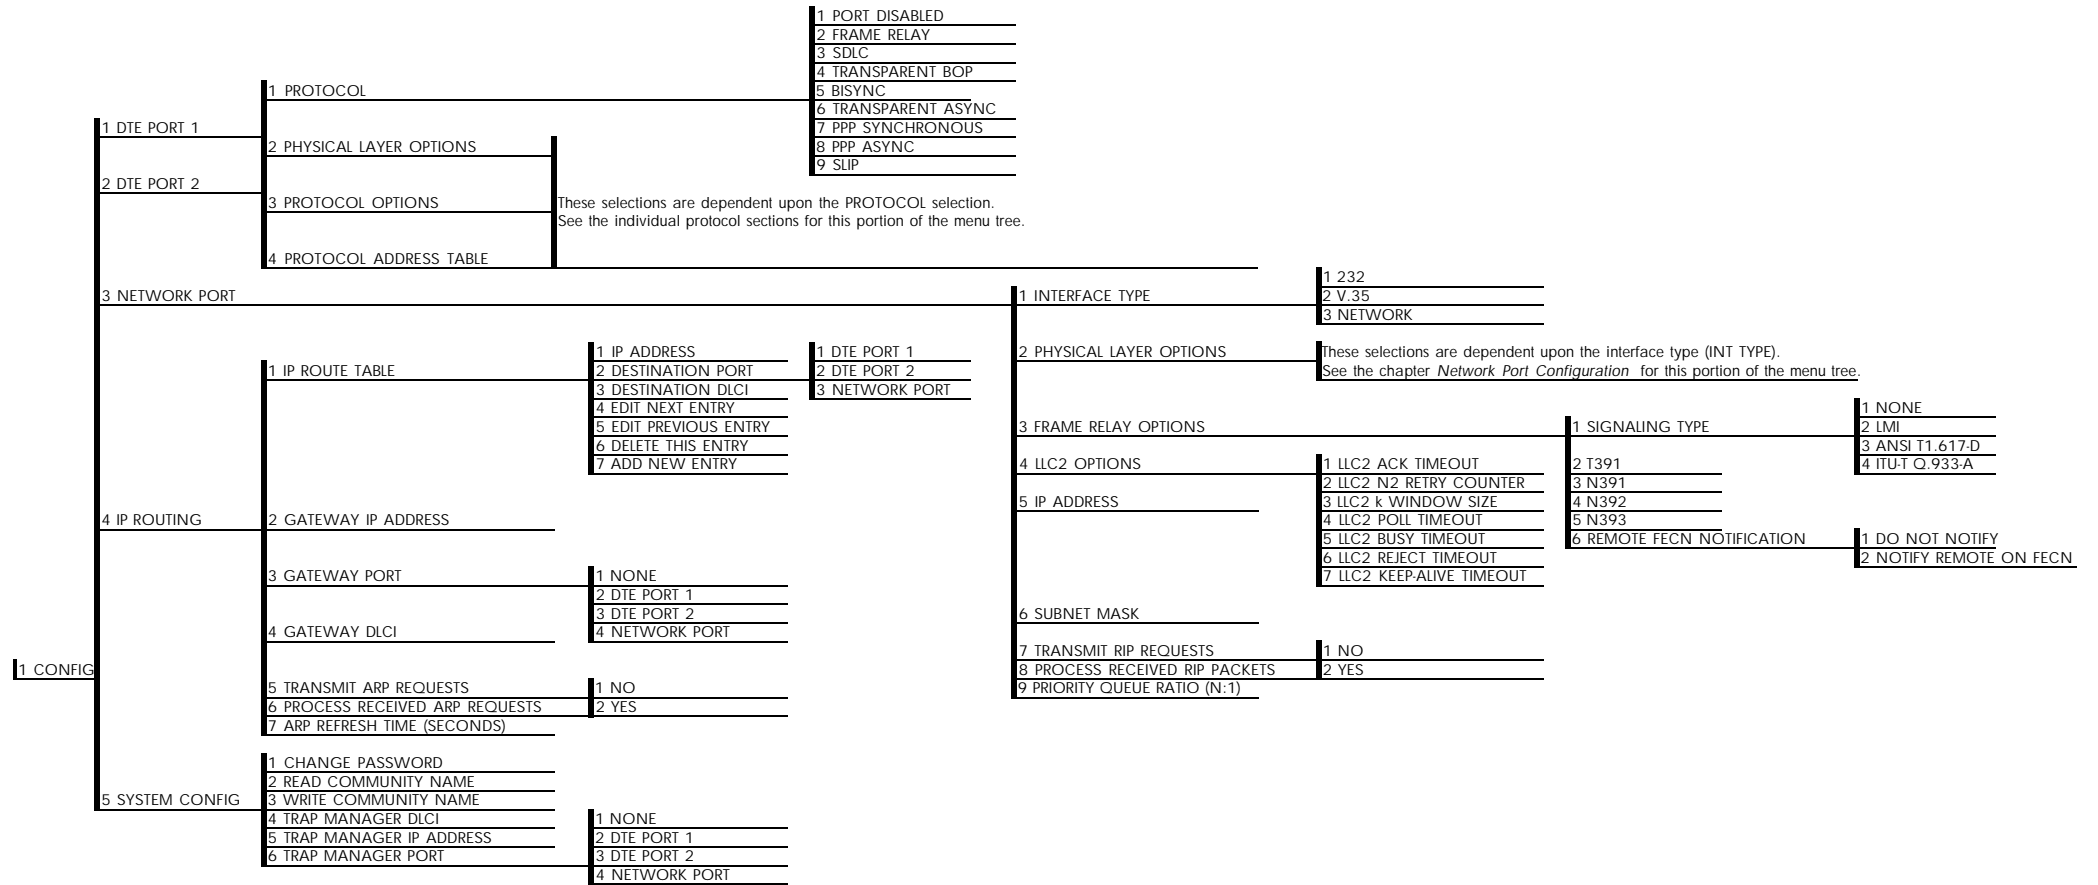 1 CONFIG
1 DTE PORT 1
2 DTE PORT 2
1 PROTOCOL
1 PORT DISABLED
2 FRAME RELAY
3 SDLC
4 TRANSPARENT BOP
5 BISYNC
6 TRANSPARENT ASYNC
7 PPP SYNCHRONOUS
8 PPP ASYNC
9 SLIP
2 PHYSICAL LAYER OPTIONS
3 PROTOCOL OPTIONS
4 PROTOCOL ADDRESS TABLE
These selections are dependent upon the PROTOCOL selection.
See the individual protocol sections for this portion of the menu tree.
3 NETWORK PORT
1 INTERFACE TYPE
1 232
2 V.35
3 NETWORK
2 PHYSICAL LAYER OPTIONS
These selections are dependent upon the interface type (INT TYPE).
See the chapter Network Port Configuration for this portion of the menu tree.
3 FRAME RELAY OPTIONS
1 SIGNALING TYPE
1 NONE
2 LMI
3 ANSI T1.617-D
4 ITU-T Q.933-A
2 T391
3 N391
4 N392
5 N393
6 REMOTE FECN NOTIFICATION
1 DO NOT NOTIFY
2 NOTIFY REMOTE ON FECN
4 LLC2 OPTIONS
1 LLC2 ACK TIMEOUT
2 LLC2 N2 RETRY COUNTER
3 LLC2 k WINDOW SIZE
4 LLC2 POLL TIMEOUT
5 LLC2 BUSY TIMEOUT
6 LLC2 REJECT TIMEOUT
7 LLC2 KEEP-ALIVE TIMEOUT
5 IP ADDRESS
6 SUBNET MASK
7 TRANSMIT RIP REQUESTS
8 PROCESS RECEIVED RIP PACKETS
1 NO
2 YES
9 PRIORITY QUEUE RATIO (N:1)
4 IP ROUTING
1 IP ROUTE TABLE
1 IP ADDRESS
2 DESTINATION PORT
3 DESTINATION DLCI
4 EDIT NEXT ENTRY
5 EDIT PREVIOUS ENTRY
6 DELETE THIS ENTRY
7 ADD NEW ENTRY
1 DTE PORT 1
2 DTE PORT 2
3 NETWORK PORT
2 GATEWAY IP ADDRESS
3 GATEWAY PORT
1 NONE
2 DTE PORT 1
3 DTE PORT 2
4 NETWORK PORT
4 GATEWAY DLCI
5 TRANSMIT ARP REQUESTS
6 PROCESS RECEIVED ARP REQUESTS
1 NO
2 YES
7 ARP REFRESH TIME (SECONDS)
5 SYSTEM CONFIG
1 CHANGE PASSWORD
2 READ COMMUNITY NAME
3 WRITE COMMUNITY NAME
4 TRAP MANAGER DLCI
5 TRAP MANAGER IP ADDRESS
6 TRAP MANAGER PORT
1 NONE
2 DTE PORT 1
3 DTE PORT 2
4 NETWORK PORT